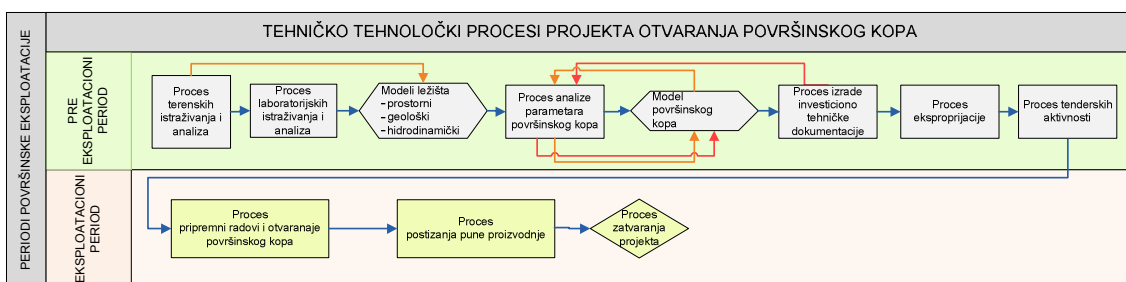 TEHNIČKO TEHNOLOČKI PROCESI PROJEKTA OTVARANJA POVRŠINSKOG KOPA
PERIODI POVRŠINSKE EKSPLOATACIJE
PRE
EKSPLOATACIONI
PERIOD
Proces
terenskih
istraživanja i
analiza
Proces
laboratorijskih
istraživanja i
analiza
Modeli ležišta
– prostorni
– geološki
– hidrodinamički
Proces analize
parametara
površinskog kopa
Model
površinskog
kopa
Proces izrade
investiciono
tehničke
dokumentacije
Proces
eksproprijacije
Proces tenderskih
aktivnosti
EKSPLOATACIONI
PERIOD
Proces
pripremni radovi i otvaranaje
površinskog kopa
Proces
postizanja pune proizvodnje
Proces
zatvaranja
projekta